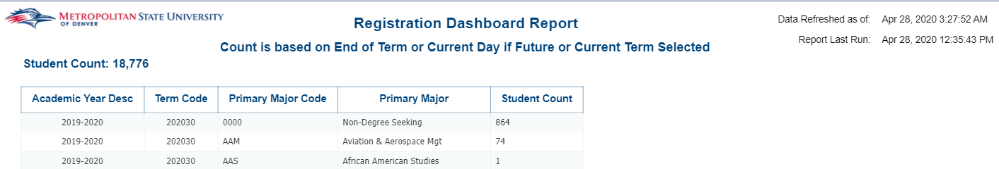 METROPOLITAN STATE UNIVERSITY
OF DENVER
Registration Dashboard Report
Data Refreshed as of: Apr 28, 2020 3:27:52 AM
Report Last Run: Apr 28, 2020 12:35:43 PM
Count is based on End of Term or Current Day if Future or Current Term Selected
Student Count: 18,776
Academic Year Desc Term Code Primary Major Code Primary Major Student Count
2019-2020 202030 0000 Non-Degree Seeking 864
2019-2020 202030 AAM Aviation & Aerospace Mgt 74
2019-2020 202030 AAS African American Studies 1